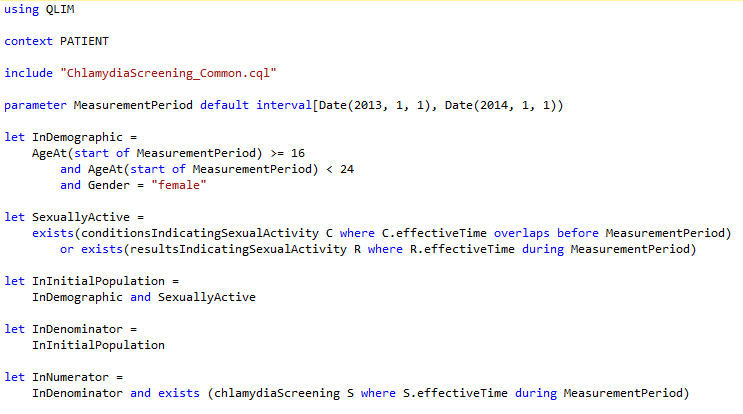 using QLIM
context PATIENT
include "ChlamydiaScreening_Common.cql"
parameter MeasurementPeriod default interval[Date(2013, 1, 1), Date(2014, 1, 1))
let InDemographic =
AgeAt(start of MeasurementPeriod) >= 16
and AgeAt(start of MeasurementPeriod) < 24
and Gender = "female"
let SexuallyActive =
exists(conditionsIndicatingSexualActivity C where C.effectiveTime overlaps before MeasurementPeriod)
or exists(resultsIndicatingSexualActivity R where R.effectiveTime during MeasurementPeriod)
let InInitialPopulation =
InDemographic and SexuallyActive
let InDenominator =
InInitialPopulation
let InNumerator =
InDenominator and exists (chlamydiaScreening S where S.effectiveTime during MeasurementPeriod)